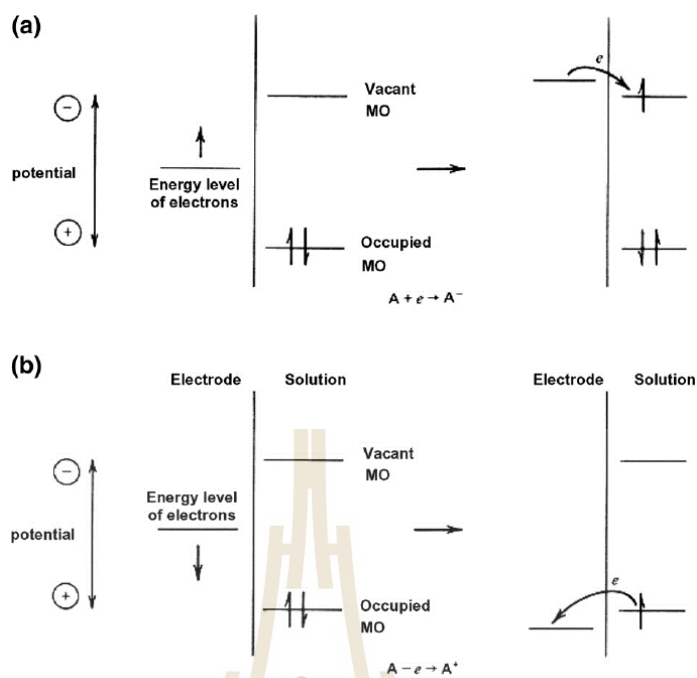 (a)
Vacant
MO
e
−
potential
+
Energy level
of electrons
Occupied
MO
A + e → A⁻
(b)
Electrode Solution Electrode Solution
Vacant
MO
−
Energy level
of electrons
potential
+
Occupied
MO
e
A − e → A⁺